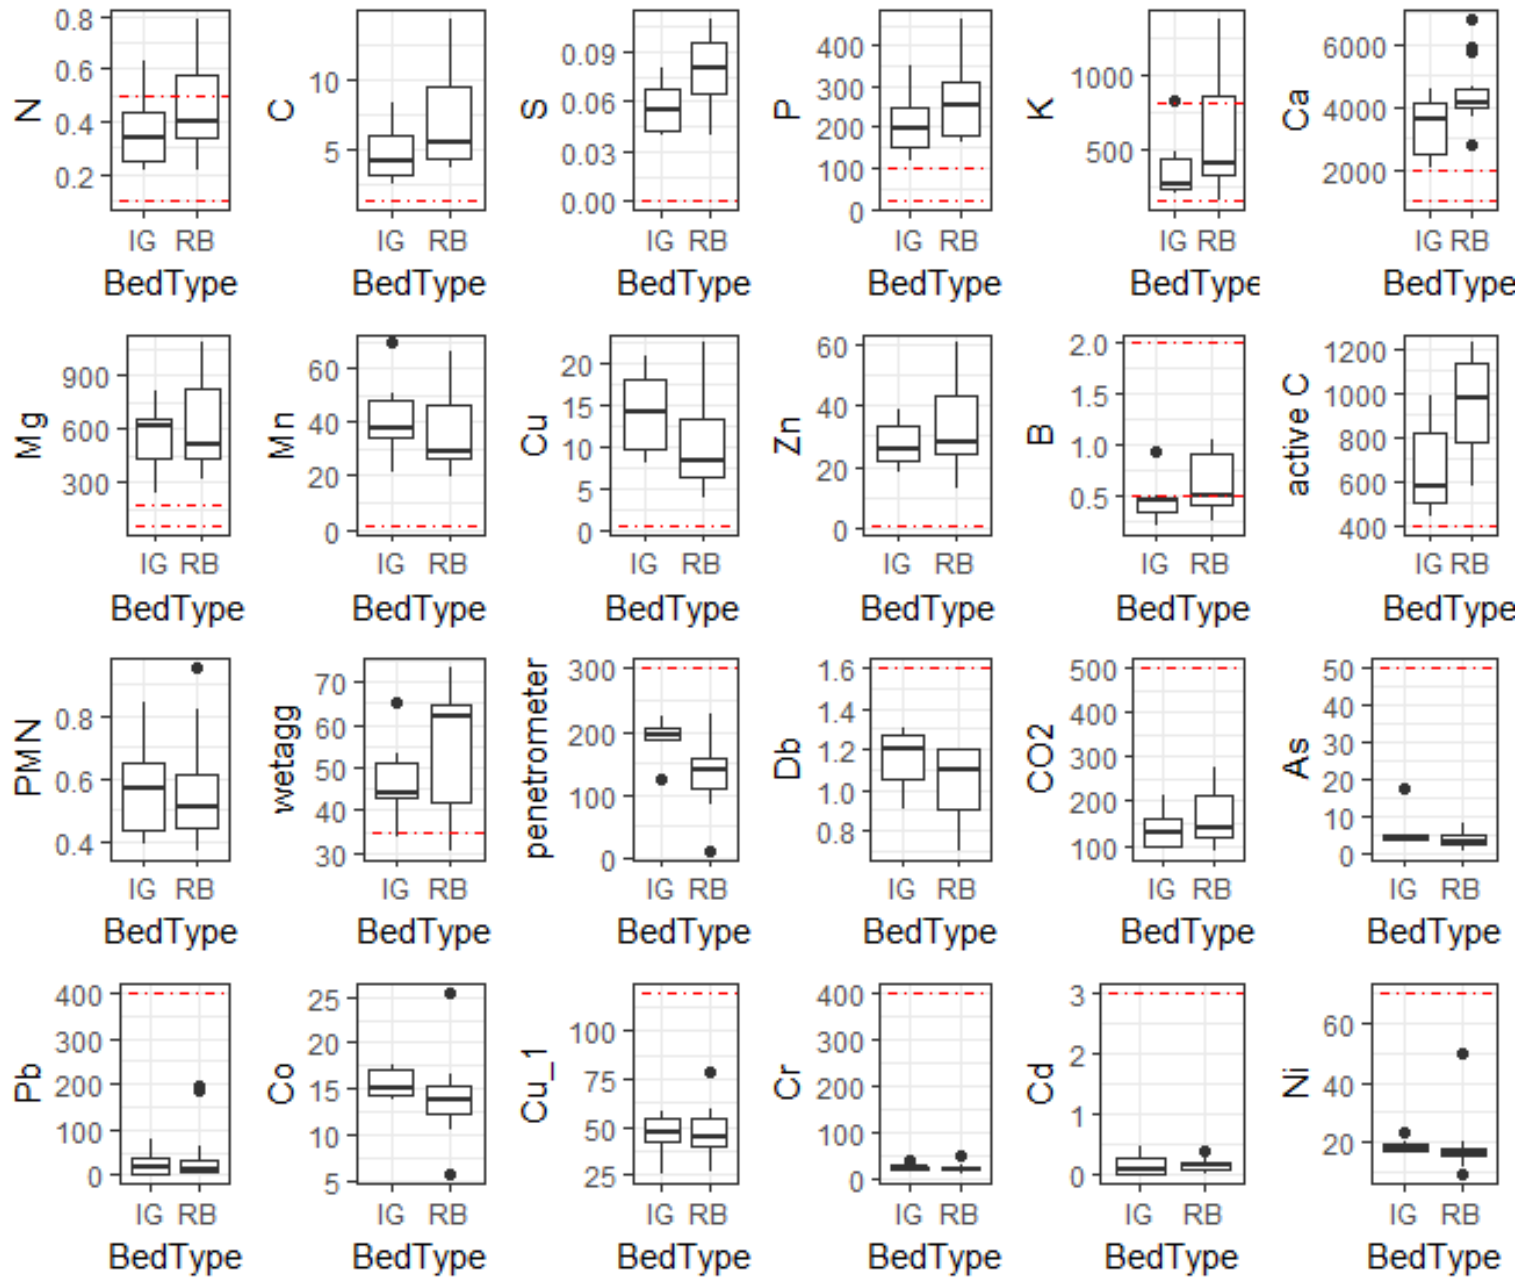 N 0.8 0.6 0.4 0.2 IG RB BedType
C 10 5 IG RB BedType
S 0.09 0.06 0.03 0.00 IG RB BedType
P 400 300 200 100 0 IG RB BedType
K 1000 500 IG RB BedType
Ca 6000 4000 2000 IG RB BedType
Mg 900 600 300 IG RB BedType
Mn 60 40 20 0 IG RB BedType
Cu 20 15 10 5 0 IG RB BedType
Zn 60 40 20 0 IG RB BedType
B 2.0 1.5 1.0 0.5 IG RB BedType
active C 1200 1000 800 600 400 IG RB BedType
PMN 0.8 0.6 0.4 IG RB BedType
wetagg 70 60 50 40 30 IG RB BedType
penetrometer 300 200 100 0 IG RB BedType
Db 1.6 1.4 1.2 1.0 0.8 IG RB BedType
CO2 500 400 300 200 100 IG RB BedType
As 50 40 30 20 10 0 IG RB BedType
Pb 400 300 200 100 0 IG RB BedType
Co 25 20 15 10 5 IG RB BedType
Cu_1 100 75 50 25 IG RB BedType
Cr 400 300 200 100 0 IG RB BedType
Cd 3 2 1 0 IG RB BedType
Ni 60 40 20 IG RB BedType